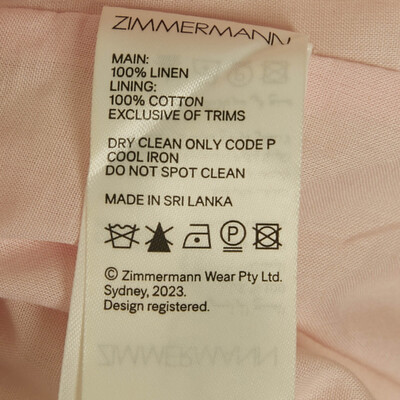 ZIMMERMANN
MAIN:
100% LINEN
LINING:
100% COTTON
EXCLUSIVE OF TRIMS
DRY CLEAN ONLY CODE P
COOL IRON
DO NOT SPOT CLEAN
MADE IN SRI LANKA
P
© Zimmermann Wear Pty Ltd.
Sydney, 2023.
Design registered.
ZIMMERMANN